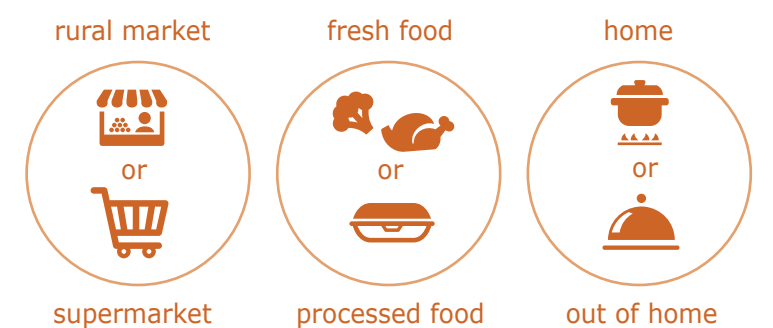 rural market
or
supermarket
fresh food
or
processed food
home
or
out of home